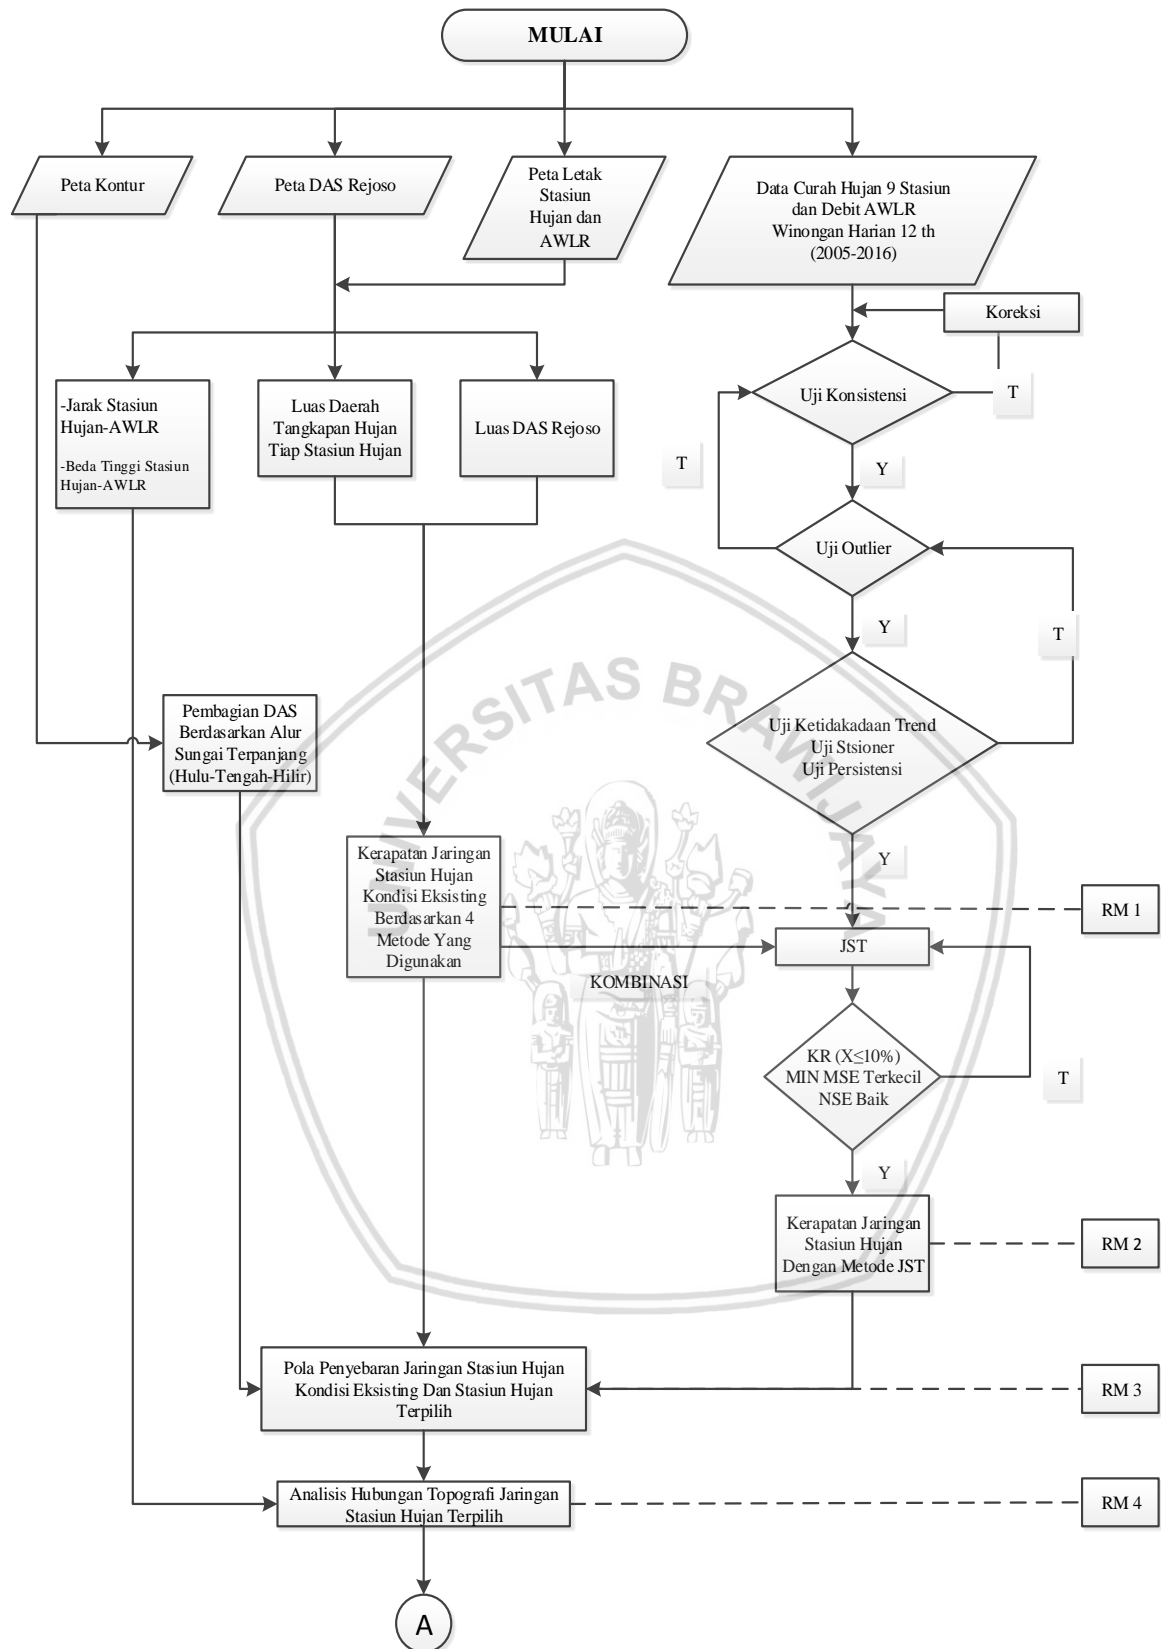 MULAI
Peta Kontur
Peta DAS Rejoso
Peta Letak
Stasiun
Hujan dan
AWLR
Data Curah Hujan 9 Stasiun
dan Debit AWLR
Winongan Harian 12 th
(2005-2016)
Koreksi
-Jarak Stasiun
Hujan-AWLR
-Beda Tinggi Stasiun
Hujan-AWLR
Luas Daerah
Tangkapan Hujan
Tiap Stasiun Hujan
Luas DAS Rejoso
Uji Konsistensi
T
T
Y
Uji Outlier
Y
T
Pembagian DAS
Berdasarkan Alur
Sungai Terpanjang
(Hulu-Tengah-Hilir)
Uji Ketidakadaan Trend
Uji Stsioner
Uji Persistensi
UNIVERSITAS BRAWIJAYA
Kerapatan Jaringan
Stasiun Hujan
Kondisi Eksisting
Berdasarkan 4
Metode Yang
Digunakan
Y
RM 1
JST
KOMBINASI
KR (X≤10%)
MIN MSE Terkecil
NSE Baik
T
Y
Kerapatan Jaringan
Stasiun Hujan
Dengan Metode JST
RM 2
Pola Penyebaran Jaringan Stasiun Hujan
Kondisi Eksisting Dan Stasiun Hujan
Terpilih
RM 3
Analisis Hubungan Topografi Jaringan
Stasiun Hujan Terpilih
RM 4
A